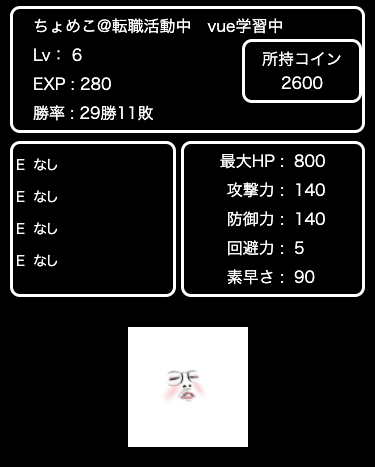 ちょめこ@転職活動中　vue学習中
Lv： 6
所持コイン
2600
EXP : 280
勝率 : 29勝11敗
E なし
E なし
E なし
E なし
最大HP : 800
攻撃力 : 140
防御力 : 140
回避力 : 5
素早さ : 90